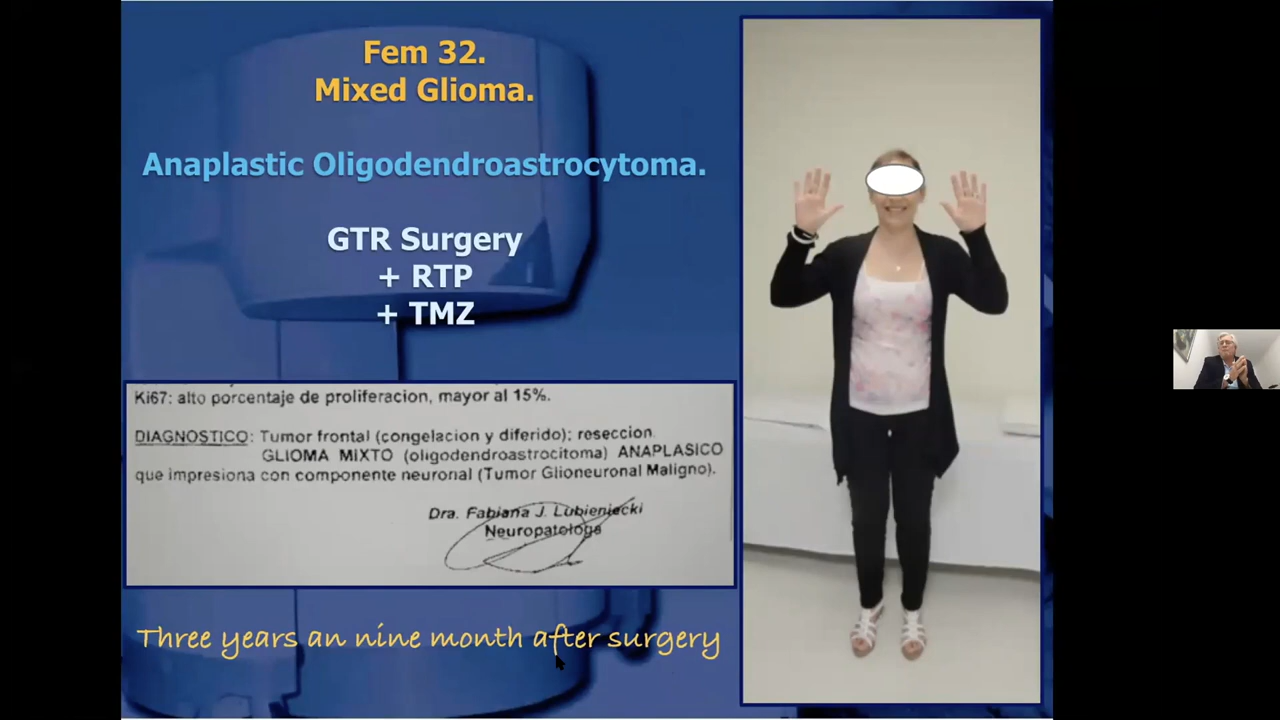 Fem 32.
Mixed Glioma.
Anaplastic Oligodendroastrocytoma.
GTR Surgery
+ RTP
+ TMZ
Ki67: alto porcentaje de proliferacion, mayor al 15%.
DIAGNOSTICO: Tumor frontal (congelacion y diferido): reseccion.
GLIOMA MIXTO (oligodendroastrocitoma) ANAPLASICO
que impresiona con componente neuronal (Tumor Glioneuronal Maligno).
Dra. Fabiana J. Lubieniecki
Neuropatologa
Three years an nine month after surgery